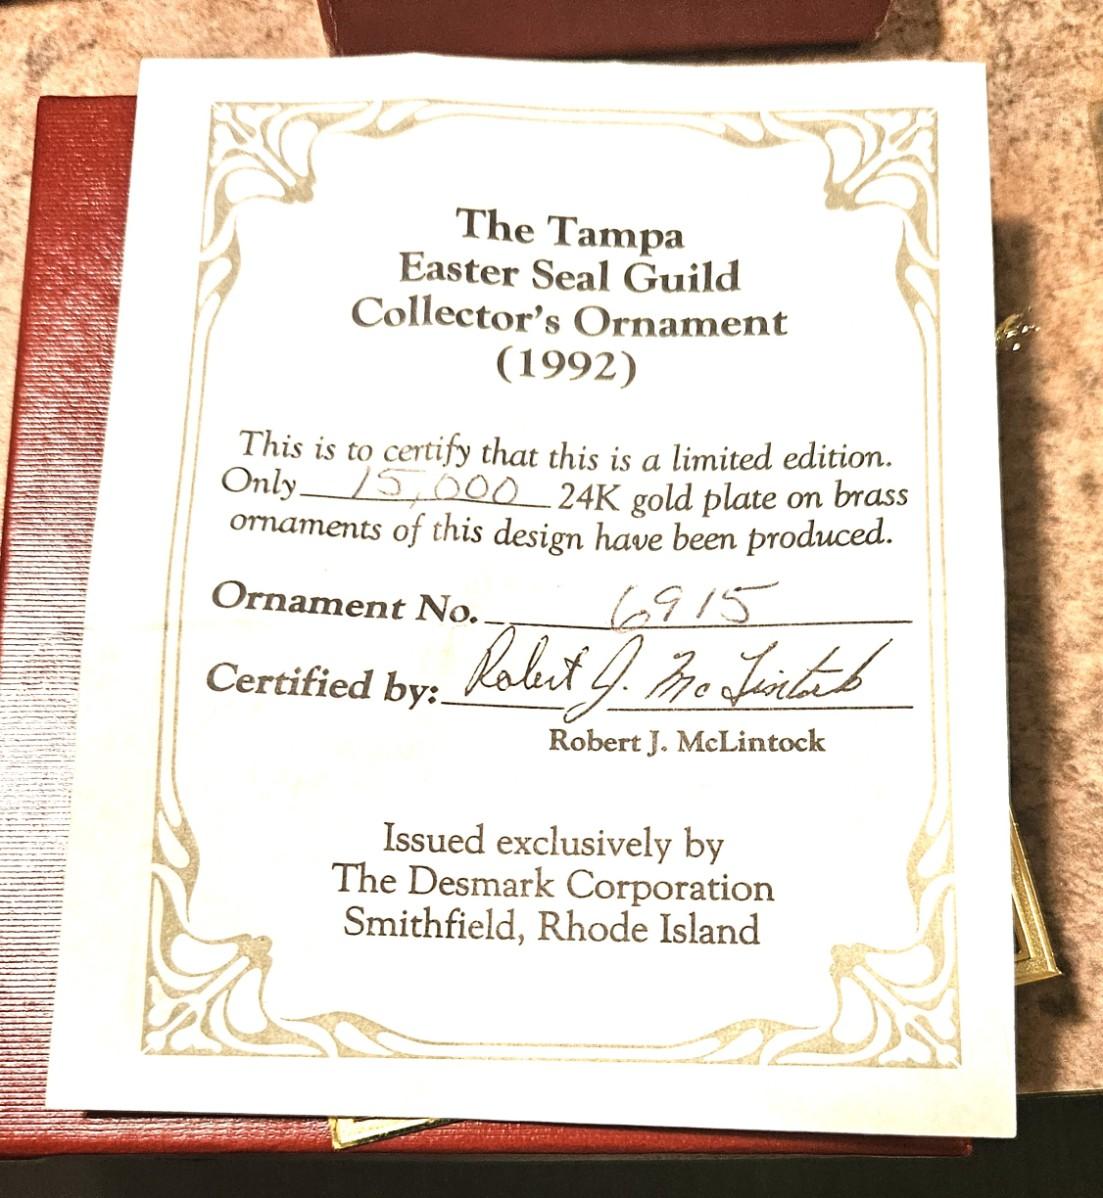 The Tampa
Easter Seal Guild
Collector's Ornament
(1992)
This is to certify that this is a limited edition.
Only 15,000 24K gold plate on brass
ornaments of this design have been produced.
Ornament No. 6915
Certified by: Robert J. McLintock
Robert J. McLintock
Issued exclusively by
The Desmark Corporation
Smithfield, Rhode Island